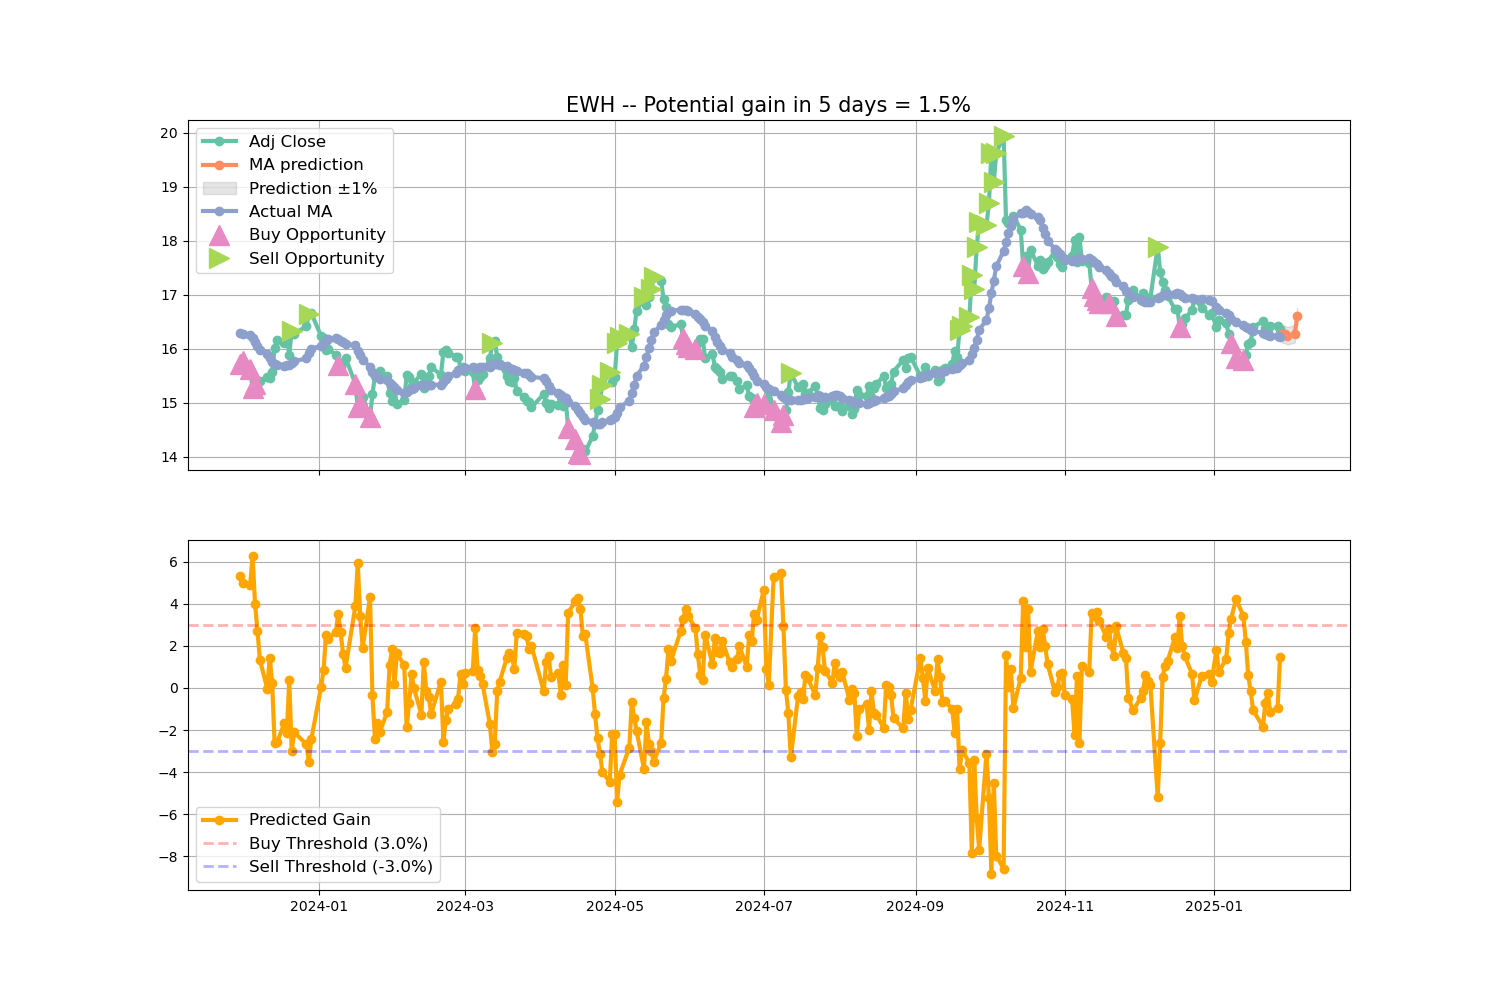 EWH -- Potential gain in 5 days = 1.5%
20
19
18
17
16
15
14
Adj Close
MA prediction
Prediction ±1%
Actual MA
Buy Opportunity
Sell Opportunity
6
4
2
0
−2
−4
−6
−8
Predicted Gain
Buy Threshold (3.0%)
Sell Threshold (-3.0%)
2024-01 2024-03 2024-05 2024-07 2024-09 2024-11 2025-01